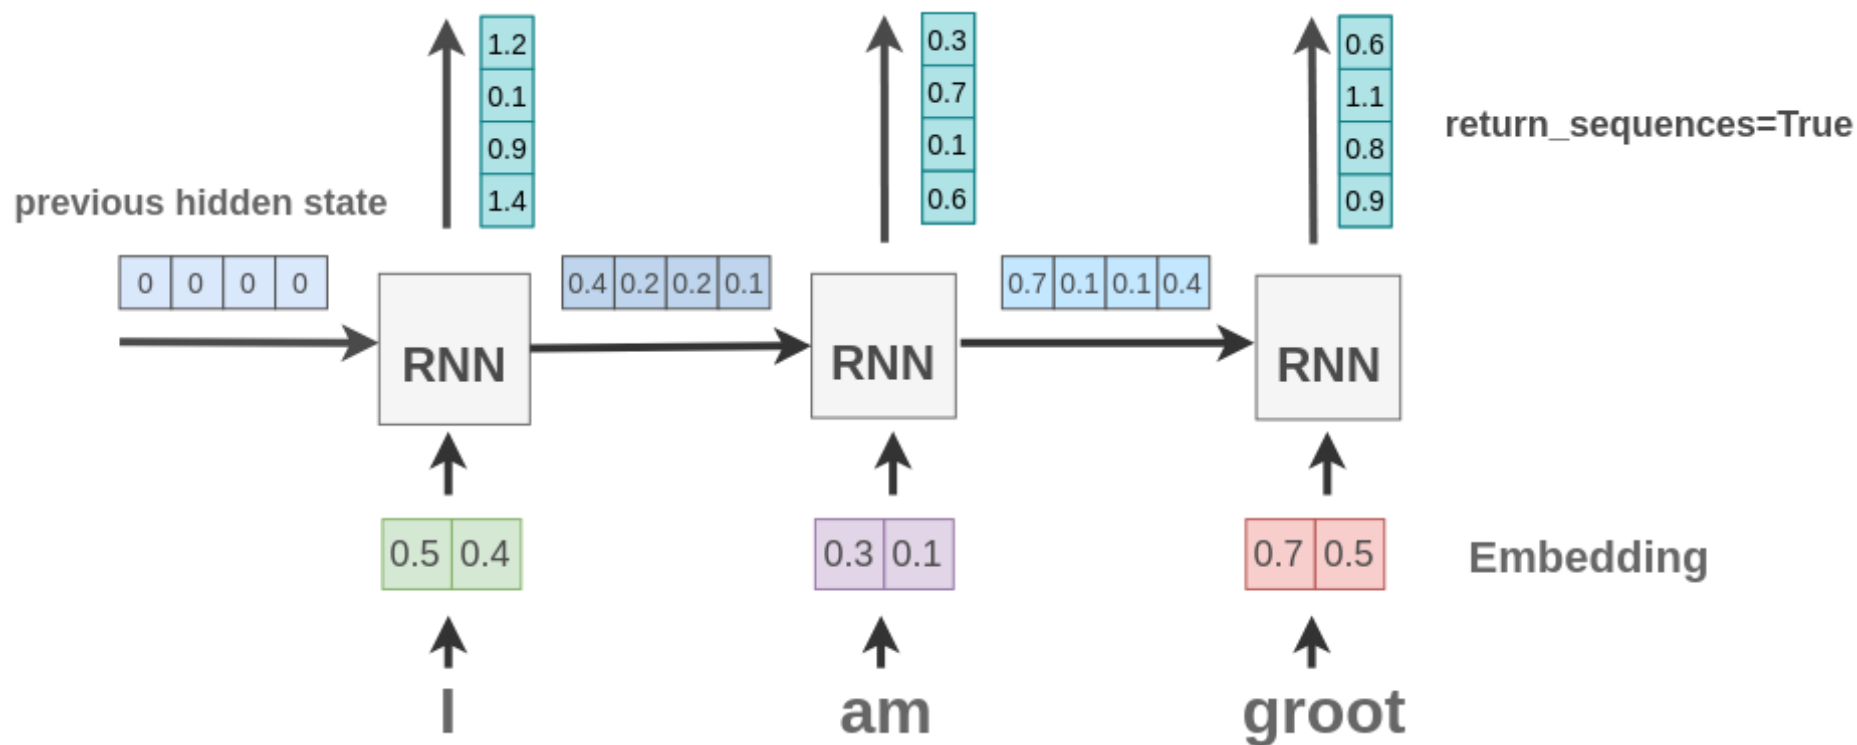 1.2
0.1
0.9
1.4
0.3
0.7
0.1
0.6
0.6
1.1
0.8
0.9
return_sequences=True
previous hidden state
0 0 0 0
0.4 0.2 0.2 0.1
0.7 0.1 0.1 0.4
RNN
RNN
RNN
0.5 0.4
0.3 0.1
0.7 0.5
Embedding
I
am
groot